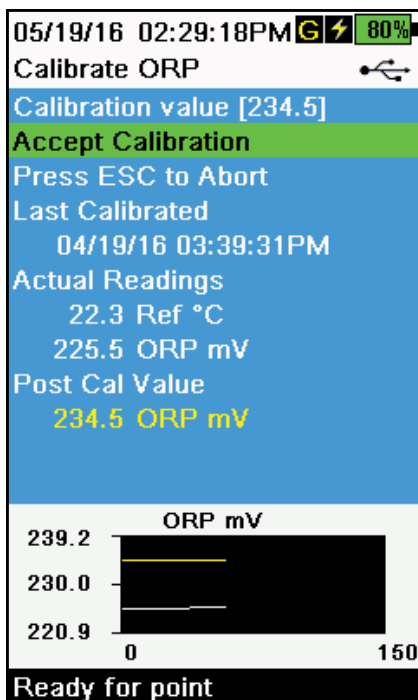 05/19/16 02:29:18PM G 80%
Calibrate ORP
Calibration value [234.5]
Accept Calibration
Press ESC to Abort
Last Calibrated
04/19/16 03:39:31PM
Actual Readings
22.3 Ref °C
225.5 ORP mV
Post Cal Value
234.5 ORP mV
ORP mV
239.2
230.0
220.9
0 150
Ready for point